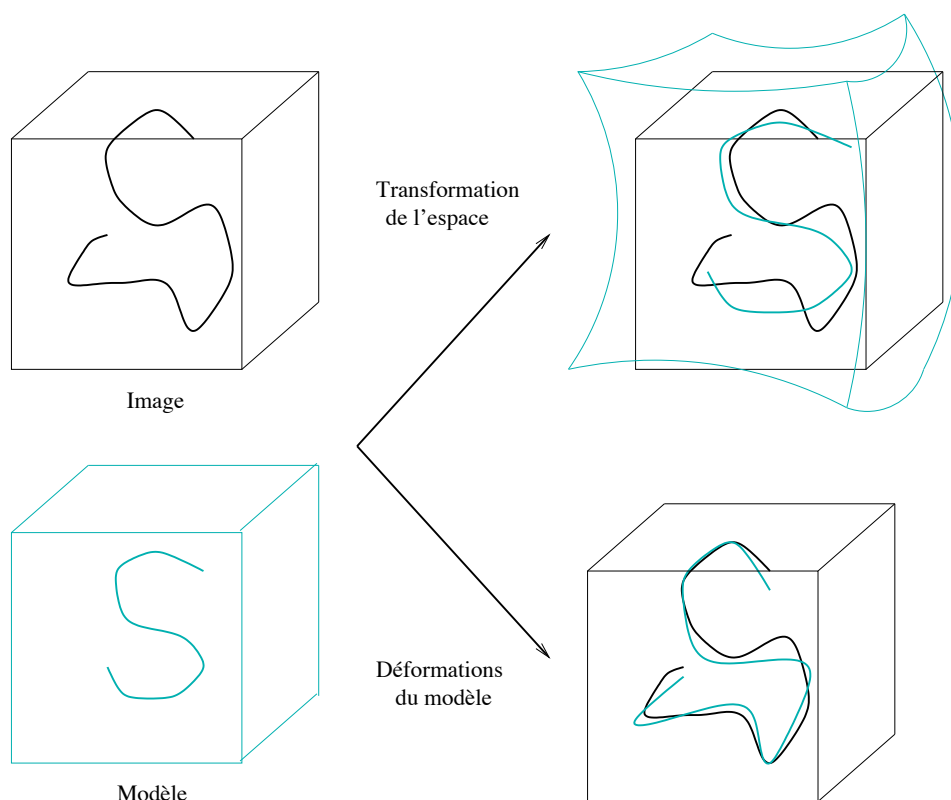 Transformation
de l'espace
Image
Déformations
du modèle
Modèle